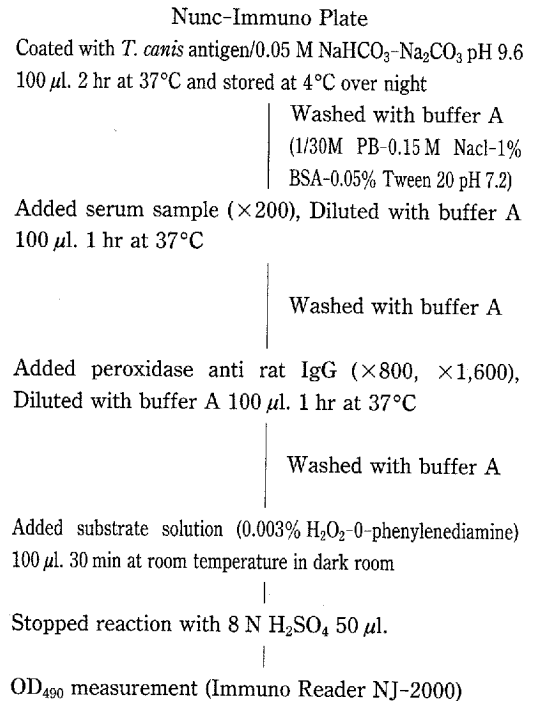 Nunc-Immuno Plate
Coated with T. canis antigen/0.05 M NaHCO₃-Na₂CO₃ pH 9.6
100 μl. 2 hr at 37°C and stored at 4°C over night
Washed with buffer A
(1/30M PB-0.15 M Nacl-1%
BSA-0.05% Tween 20 pH 7.2)
Added serum sample (×200), Diluted with buffer A
100 μl. 1 hr at 37°C
Washed with buffer A
Added peroxidase anti rat IgG (×800, ×1,600),
Diluted with buffer A 100 μl. 1 hr at 37°C
Washed with buffer A
Added substrate solution (0.003% H₂O₂-0-phenylenediamine)
100 μl. 30 min at room temperature in dark room
Stopped reaction with 8 N H₂SO₄ 50 μl.
OD₄₉₀ measurement (Immuno Reader NJ-2000)